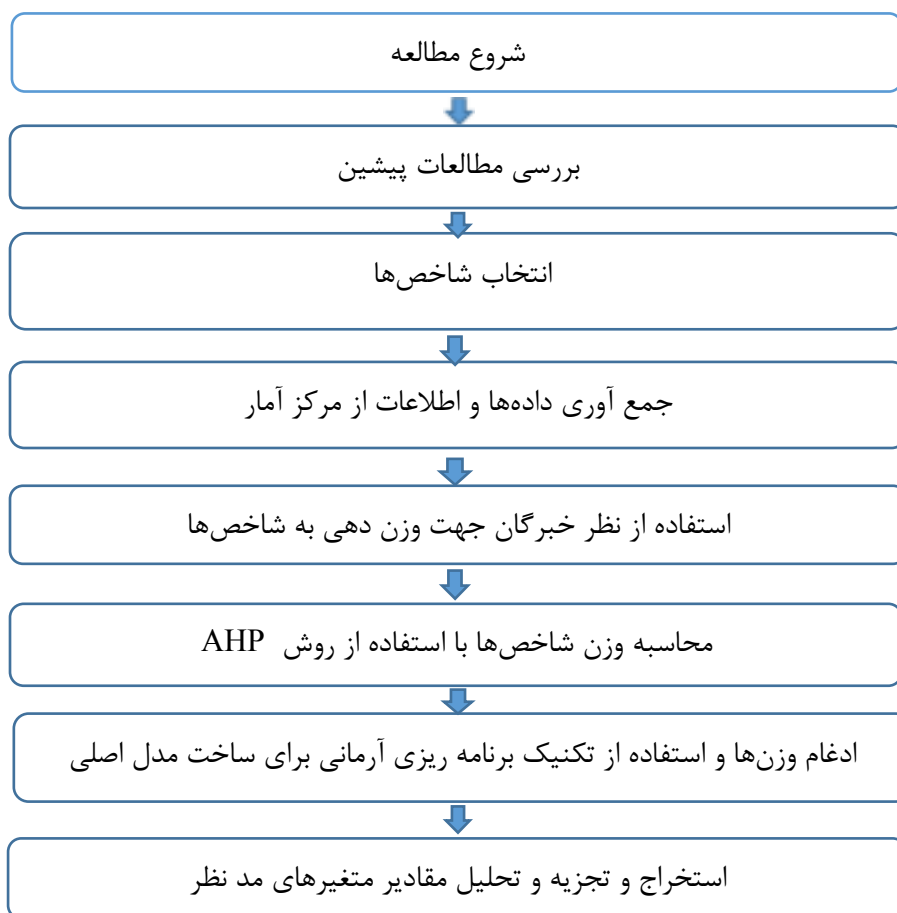 شروع مطالعه
بررسی مطالعات پیشین
انتخاب شاخص‌ها
جمع آوری داده‌ها و اطلاعات از مرکز آمار
استفاده از نظر خبرگان جهت وزن دهی به شاخص‌ها
محاسبه وزن شاخص‌ها با استفاده از روش AHP
ادغام وزن‌ها و استفاده از تکنیک برنامه ریزی آرمانی برای ساخت مدل اصلی
استخراج و تجزیه و تحلیل مقادیر متغیرهای مد نظر